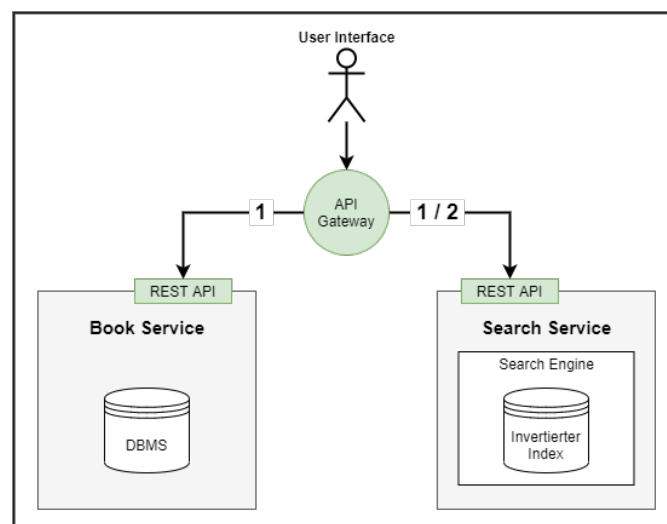 User Interface
API
Gateway
1
1 / 2
REST API
Book Service
DBMS
REST API
Search Service
Search Engine
Invertierter
Index